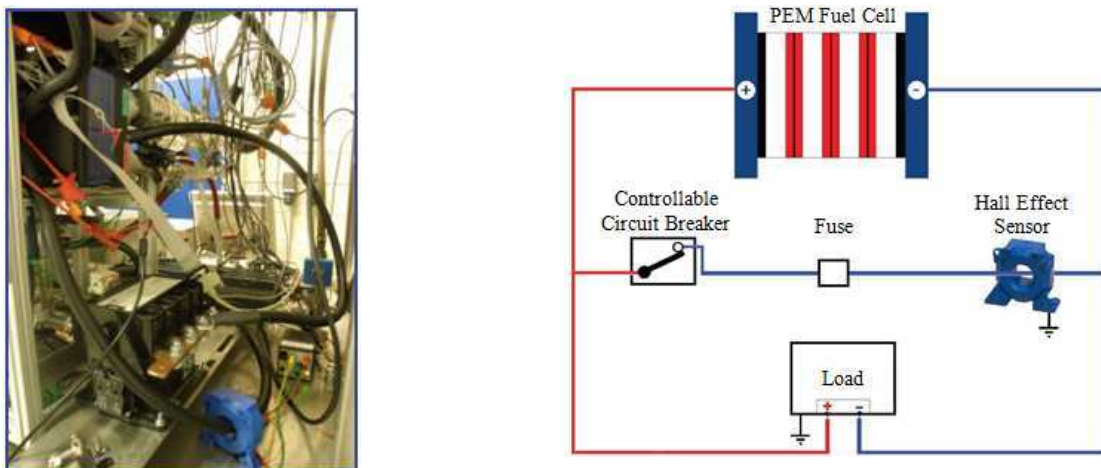 PEM Fuel Cell
+
-
Controllable
Circuit Breaker
Fuse
Hall Effect
Sensor
Load
+ -